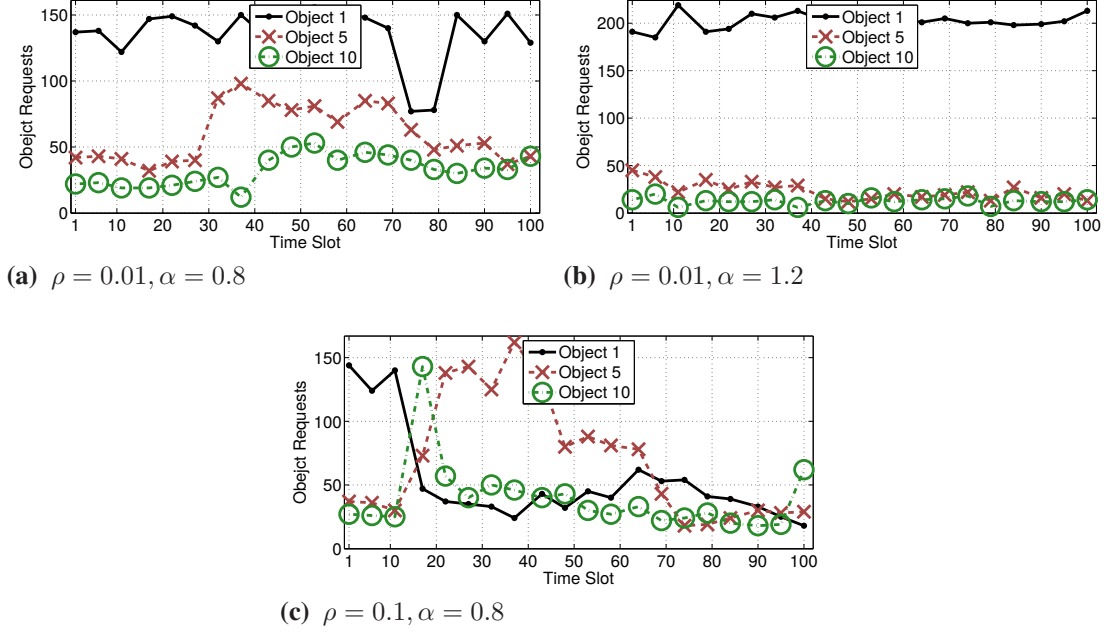 150
100
50
0
Obejct Requests
Object 1
Object 5
Object 10
1 10 20 30 40 50 60 70 80 90 100
Time Slot
(a) ρ = 0.01, α = 0.8
200
150
100
50
0
Obejct Requests
Object 1
Object 5
Object 10
1 10 20 30 40 50 60 70 80 90 100
Time Slot
(b) ρ = 0.01, α = 1.2
150
100
50
0
Obejct Requests
Object 1
Object 5
Object 10
1 10 20 30 40 50 60 70 80 90 100
Time Slot
(c) ρ = 0.1, α = 0.8